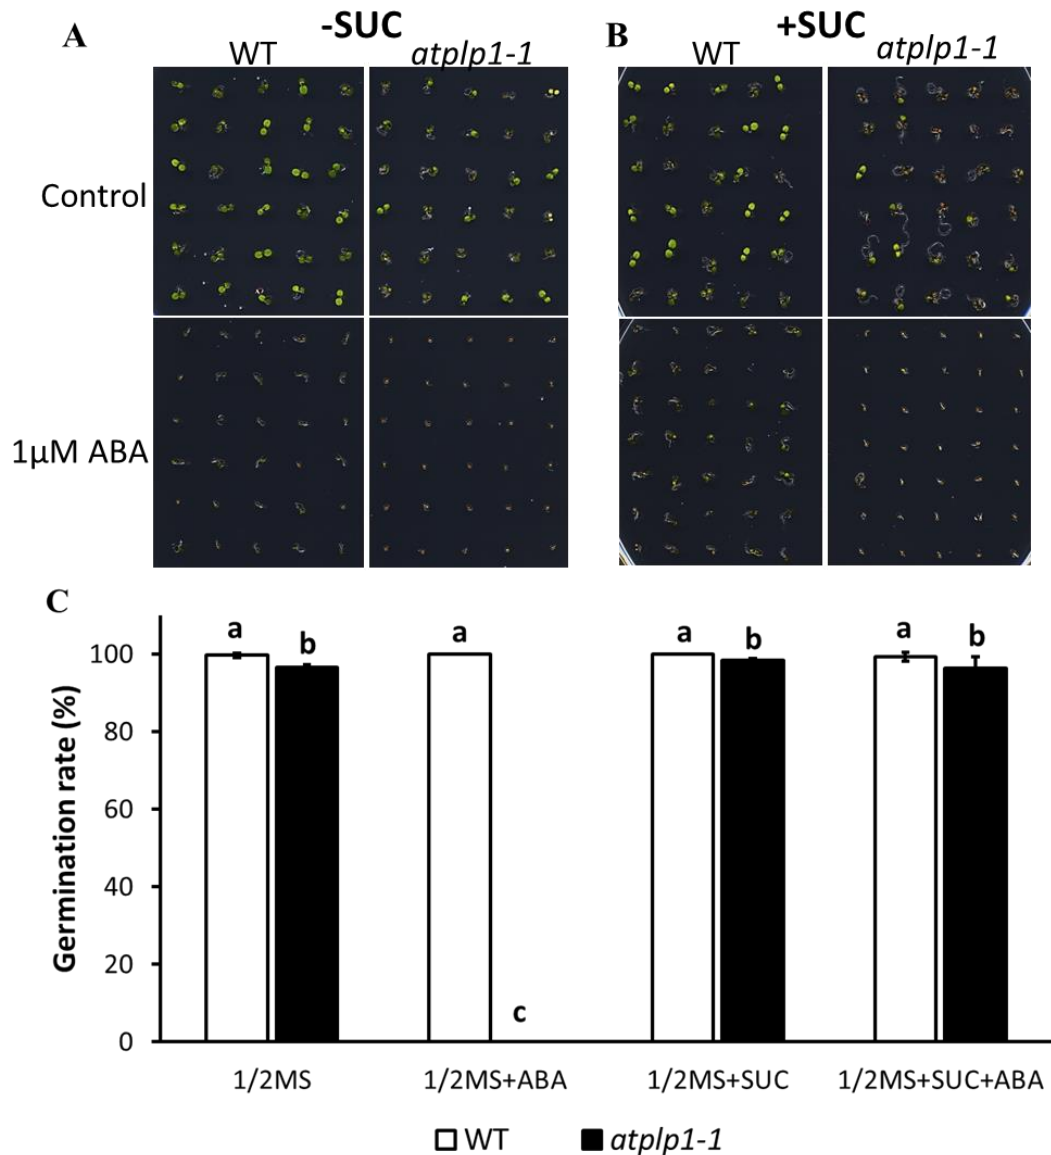 A
-SUC
WT
atplp1-1
B
+SUC
WT
atplp1-1
Control
1µM ABA
C
Germination rate (%)
100
80
60
40
20
0
a
b
a
c
a
b
a
b
1/2MS
1/2MS+ABA
1/2MS+SUC
1/2MS+SUC+ABA
WT
atplp1-1